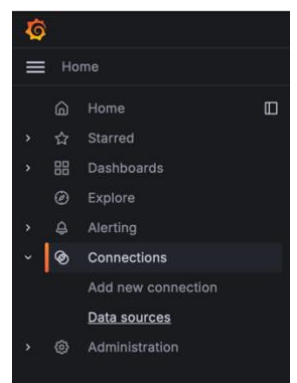 Home
Home
Starred
Dashboards
Explore
Alerting
Connections
Add new connection
Data sources
Administration